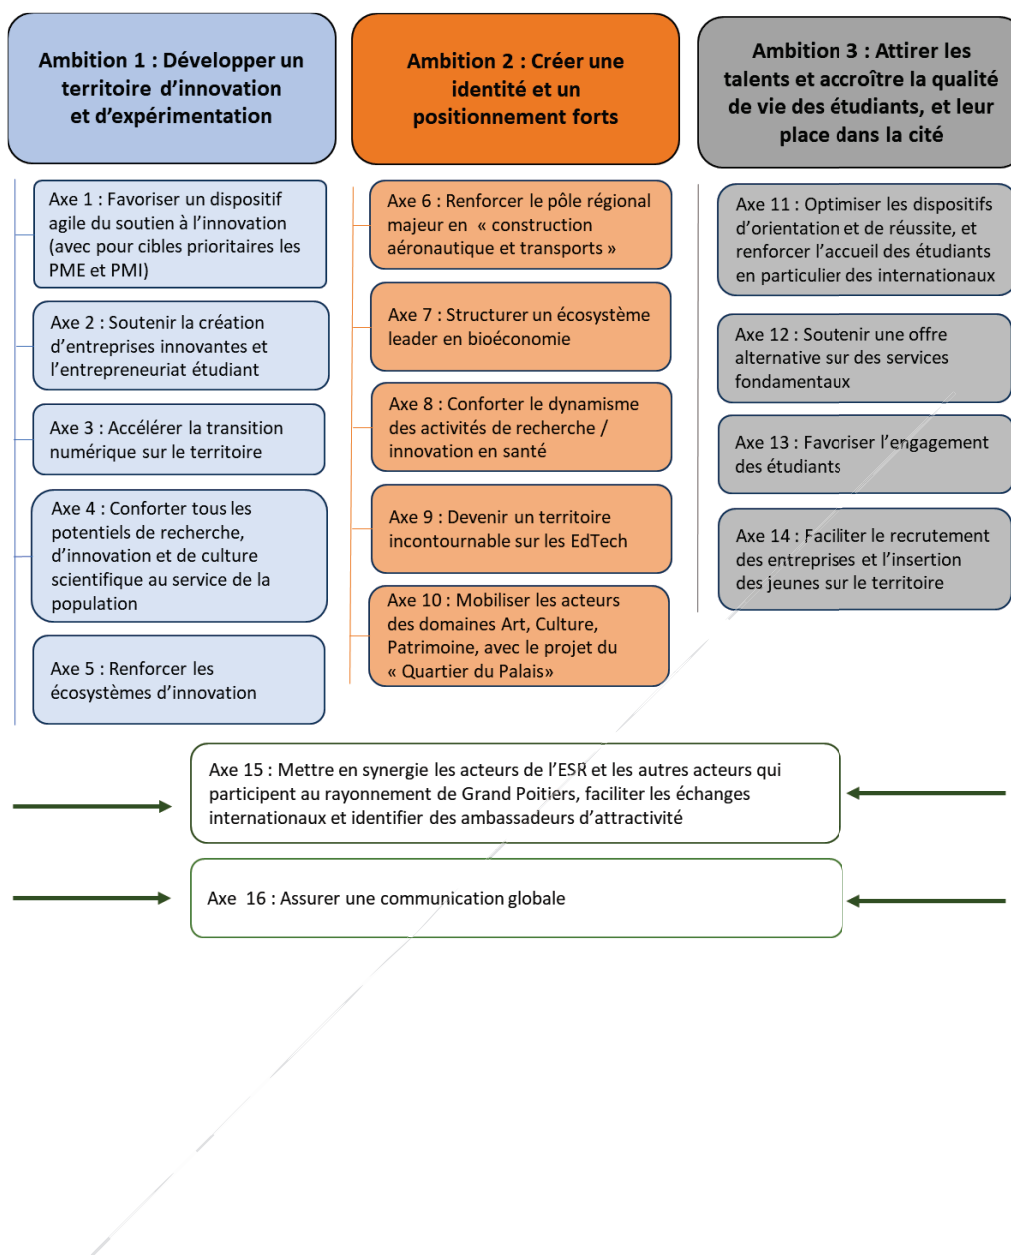 Ambition 1 : Développer un
territoire d’innovation
et d’expérimentation
Axe 1 : Favoriser un dispositif
agile du soutien à l’innovation
(avec pour cibles prioritaires les
PME et PMI)
Axe 2 : Soutenir la création
d’entreprises innovantes et
l’entrepreneuriat étudiant
Axe 3 : Accélérer la transition
numérique sur le territoire
Axe 4 : Conforter tous les
potentiels de recherche,
d’innovation et de culture
scientifique au service de la
population
Axe 5 : Renforcer les
écosystèmes d’innovation
Ambition 2 : Créer une
identité et un
positionnement forts
Axe 6 : Renforcer le pôle régional
majeur en « construction
aéronautique et transports »
Axe 7 : Structurer un écosystème
leader en bioéconomie
Axe 8 : Conforter le dynamisme
des activités de recherche /
innovation en santé
Axe 9 : Devenir un territoire
incontournable sur les EdTech
Axe 10 : Mobiliser les acteurs
des domaines Art, Culture,
Patrimoine, avec le projet du
« Quartier du Palais»
Ambition 3 : Attirer les
talents et accroître la qualité
de vie des étudiants, et leur
place dans la cité
Axe 11 : Optimiser les dispositifs
d’orientation et de réussite, et
renforcer l’accueil des étudiants
en particulier des internationaux
Axe 12 : Soutenir une offre
alternative sur des services
fondamentaux
Axe 13 : Favoriser l’engagement
des étudiants
Axe 14 : Faciliter le recrutement
des entreprises et l’insertion
des jeunes sur le territoire
Axe 15 : Mettre en synergie les acteurs de l’ESR et les autres acteurs qui
participent au rayonnement de Grand Poitiers, faciliter les échanges
internationaux et identifier des ambassadeurs d’attractivité
Axe 16 : Assurer une communication globale